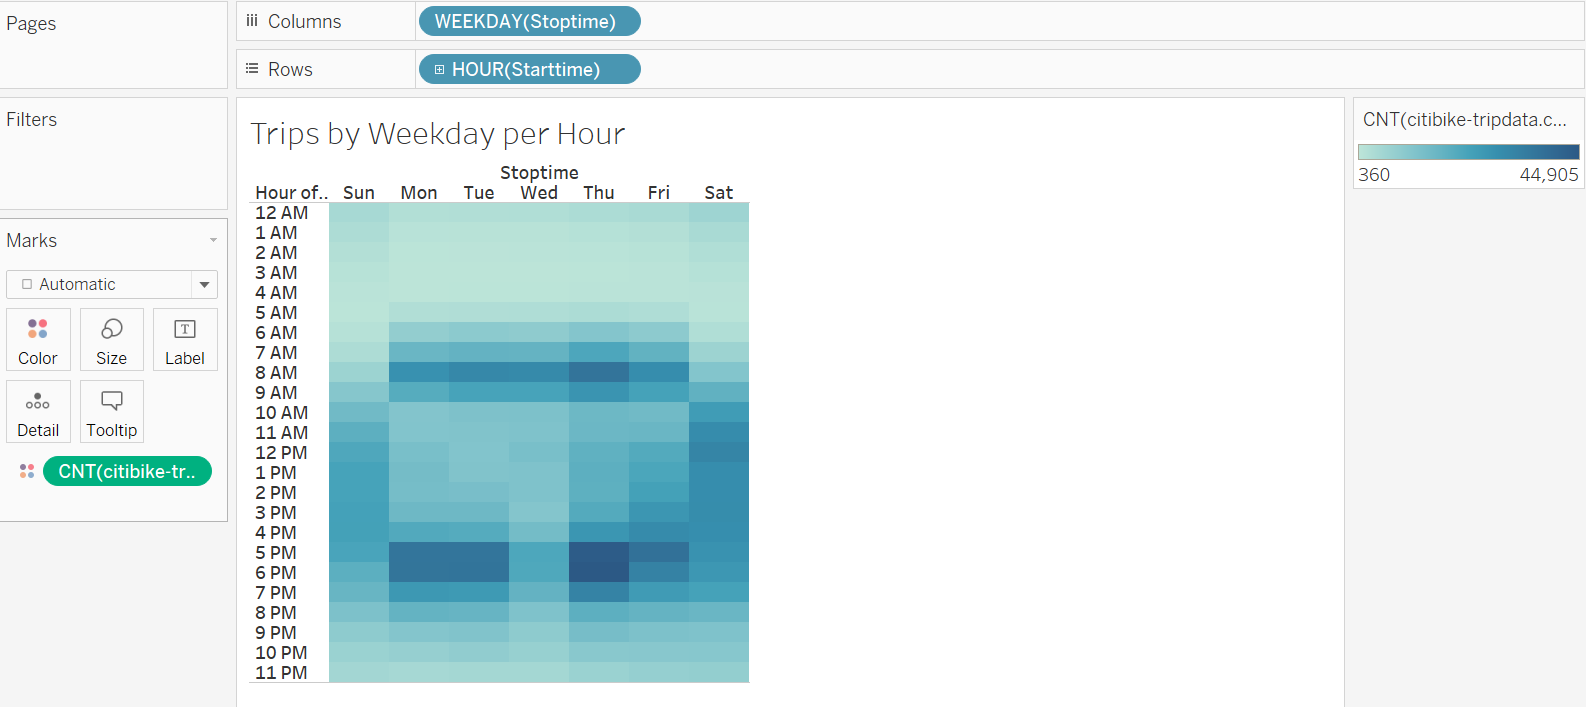 Pages
Columns
WEEKDAY(Stoptime)
Rows
HOUR(Starttime)
Filters
Marks
Automatic
Color
Size
Label
Detail
Tooltip
CNT(citibike-tr..
Trips by Weekday per Hour
Stoptime
Hour of.. Sun Mon Tue Wed Thu Fri Sat
12 AM
1 AM
2 AM
3 AM
4 AM
5 AM
6 AM
7 AM
8 AM
9 AM
10 AM
11 AM
12 PM
1 PM
2 PM
3 PM
4 PM
5 PM
6 PM
7 PM
8 PM
9 PM
10 PM
11 PM
CNT(citibike-tripdata.c...
360 44,905